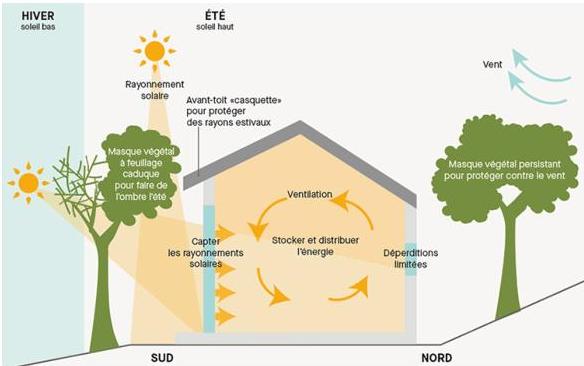 HIVER
soleil bas
ÉTÉ
soleil haut
Rayonnement
solaire
Avant-toit «casquette»
pour protéger
des rayons estivaux
Vent
Masque végétal
à feuillage
caduque
pour faire de
l'ombre l'été
Masque végétal persistant
pour protéger contre le vent
Ventilation
Capter
les rayonnements
solaires
Stocker et distribuer
l'énergie
Déperditions
limitées
SUD
NORD